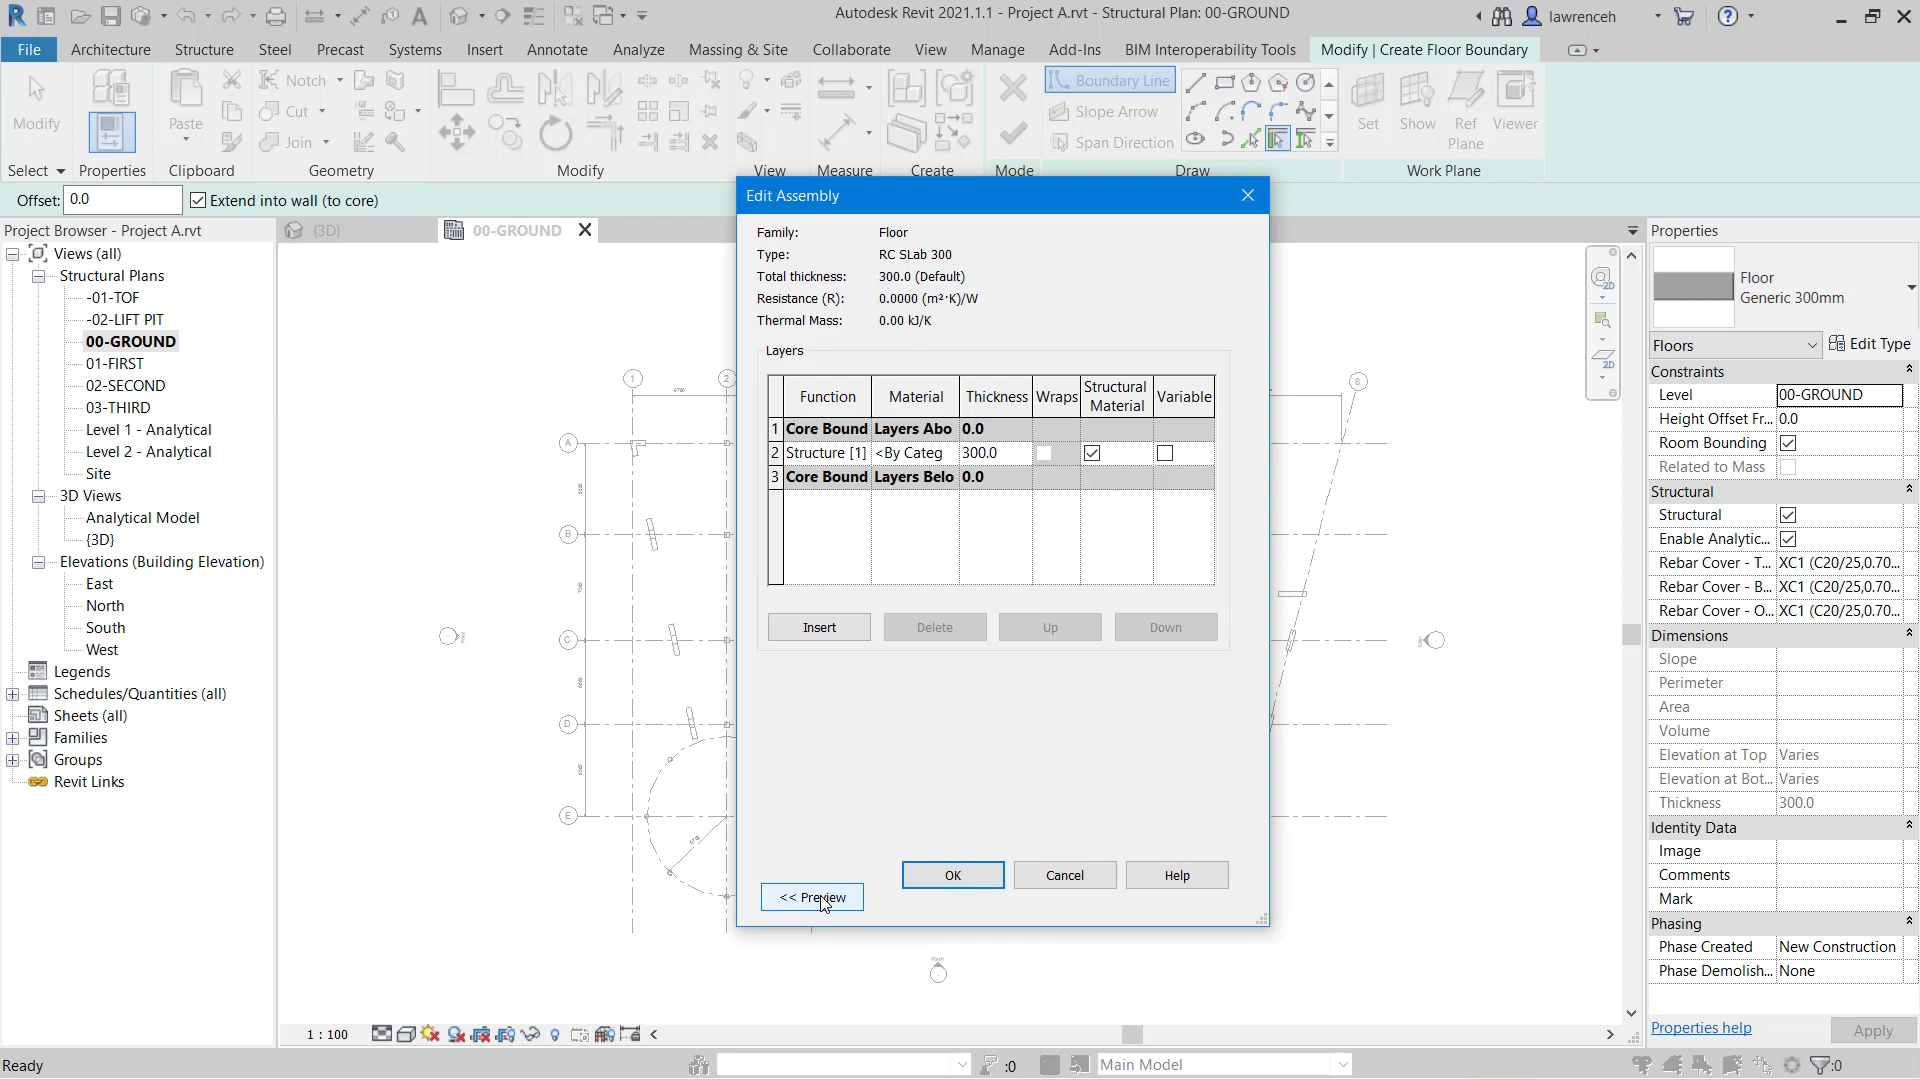 Autodesk Revit 2021.1.1 - Project A.rvt - Structural Plan: 00-GROUND
lawrenceh
File Architecture Structure Steel Precast Systems Insert Annotate Analyze Massing & Site Collaborate View Manage Add-Ins BIM Interoperability Tools Modify | Create Floor Boundary
Notch
Boundary Line
Cut
Slope Arrow
Modify
Paste
Set Show Ref Plane Viewer
Join
Span Direction
Select Properties Clipboard Geometry Modify View Measure Create Mode Draw Work Plane
Offset: 0.0 Extend into wall (to core)
Project Browser - Project A.rvt
Views (all)
Structural Plans
-01-TOF
-02-LIFT PIT
00-GROUND
01-FIRST
02-SECOND
03-THIRD
Level 1 - Analytical
Level 2 - Analytical
Site
3D Views
Analytical Model
{3D}
Elevations (Building Elevation)
East
North
South
West
Legends
Schedules/Quantities (all)
Sheets (all)
Families
Groups
Revit Links
{3D} 00-GROUND
1 2 8
A
B
C
D
E
Edit Assembly
Family: Floor
Type: RC SLab 300
Total thickness: 300.0 (Default)
Resistance (R): 0.0000 (m²·K)/W
Thermal Mass: 0.00 kJ/K
Layers
Function Material Thickness Wraps Structural Material Variable
1 Core Bound Layers Abo 0.0
2 Structure [1] <By Categ 300.0
3 Core Bound Layers Belo 0.0
Insert Delete Up Down
OK Cancel Help
<< Preview
Properties
Floor
Generic 300mm
Floors Edit Type
Constraints
Level 00-GROUND
Height Offset Fr... 0.0
Room Bounding
Related to Mass
Structural
Structural
Enable Analytic...
Rebar Cover - T... XC1 (C20/25,0.70...
Rebar Cover - B... XC1 (C20/25,0.70...
Rebar Cover - O... XC1 (C20/25,0.70...
Dimensions
Slope
Perimeter
Area
Volume
Elevation at Top Varies
Elevation at Bot... Varies
Thickness 300.0
Identity Data
Image
Comments
Mark
Phasing
Phase Created New Construction
Phase Demolish... None
Properties help Apply
1 : 100
Ready
:0
Main Model
:0